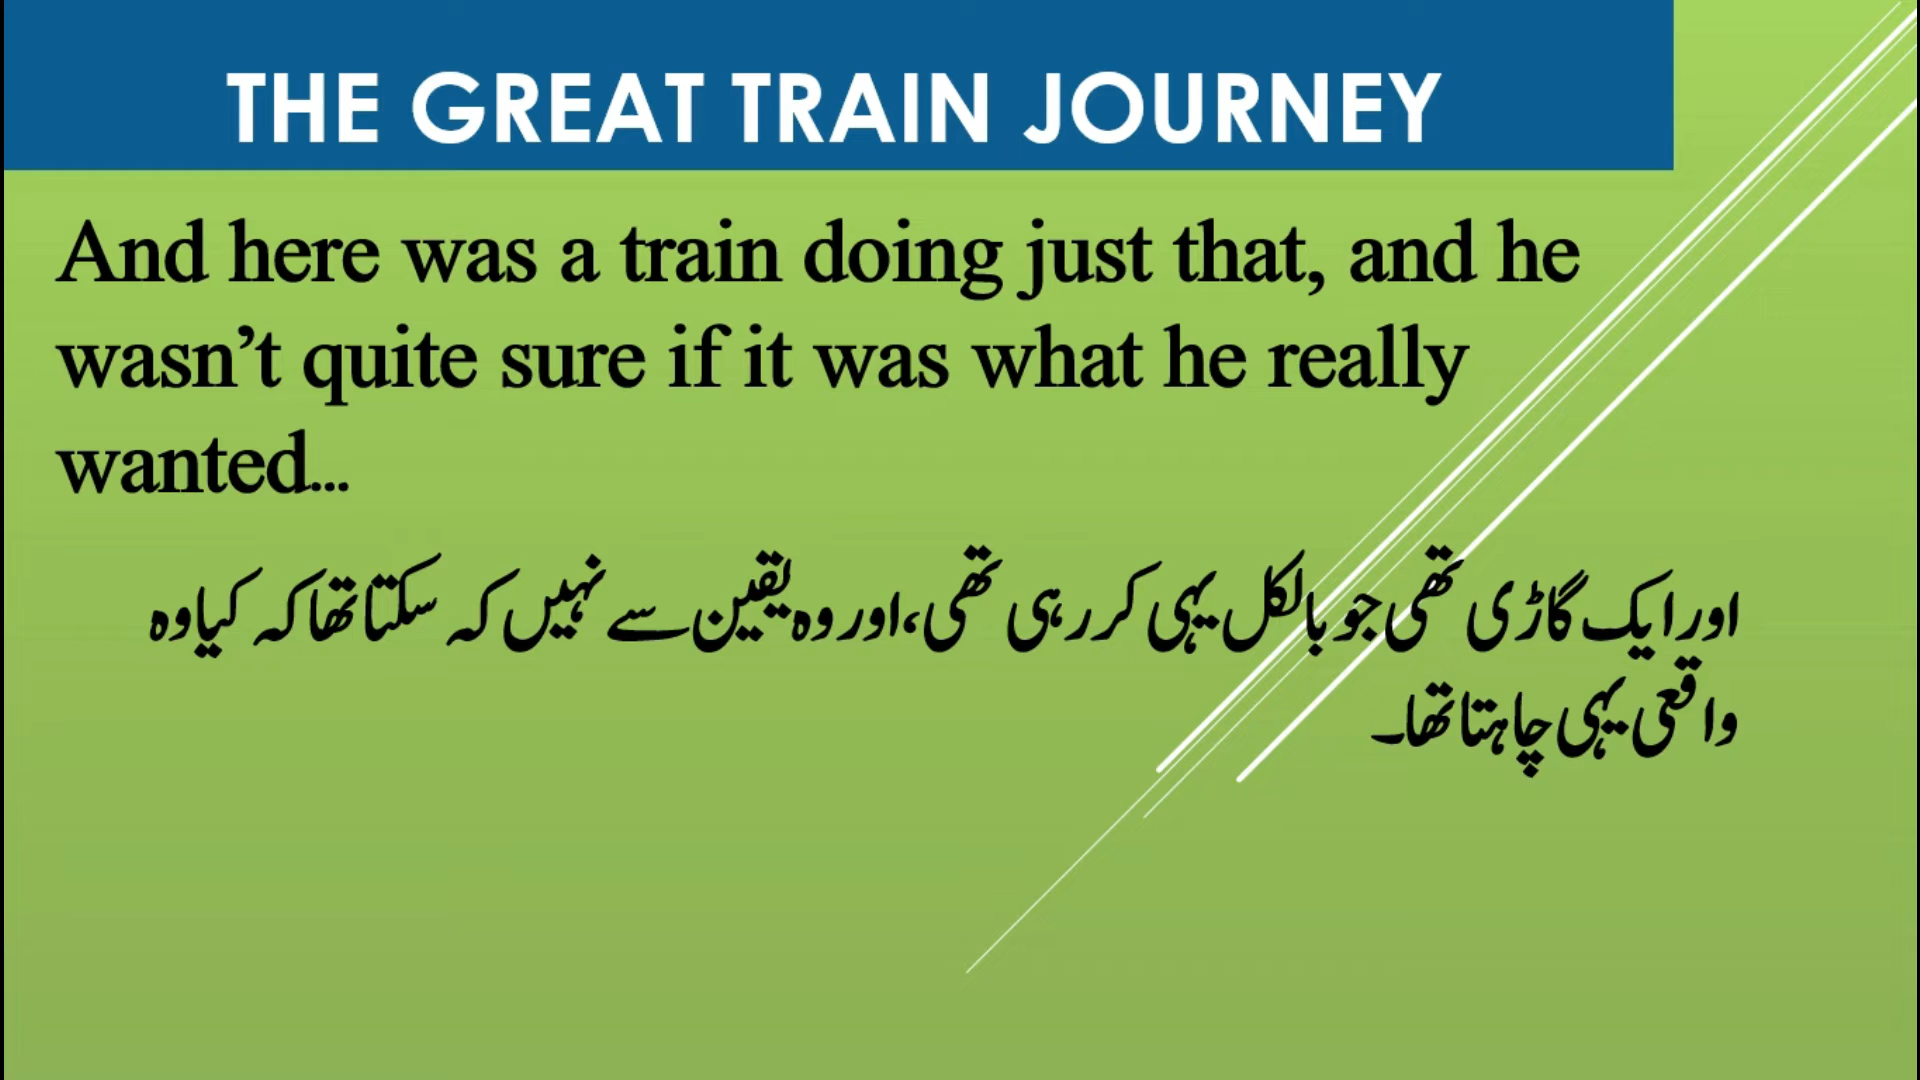 THE GREAT TRAIN JOURNEY
And here was a train doing just that, and he
wasn’t quite sure if it was what he really
wanted...
اور ایک گاڑی تھی جو بالکل یہی کر رہی تھی، اور وہ یقین سے نہیں کہ سکتا تھا کہ کیا وہ
واقعی یہی چاہتا تھا۔